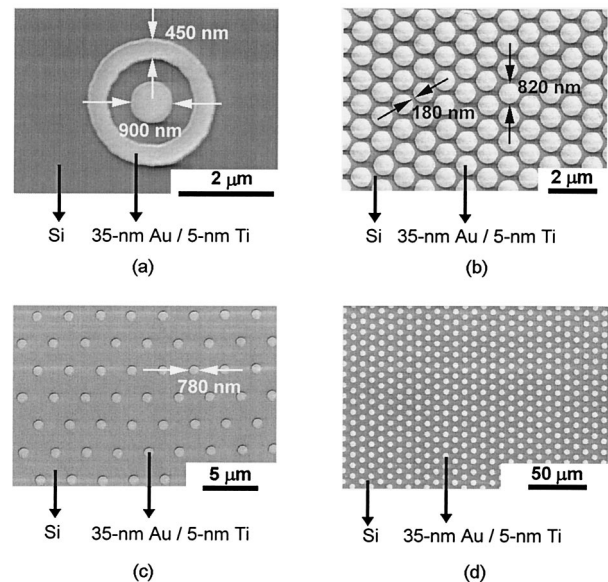 450 nm
900 nm
2 μm
Si 35-nm Au / 5-nm Ti
(a)
820 nm
180 nm
2 μm
Si 35-nm Au / 5-nm Ti
(b)
780 nm
5 μm
Si 35-nm Au / 5-nm Ti
(c)
50 μm
Si 35-nm Au / 5-nm Ti
(d)